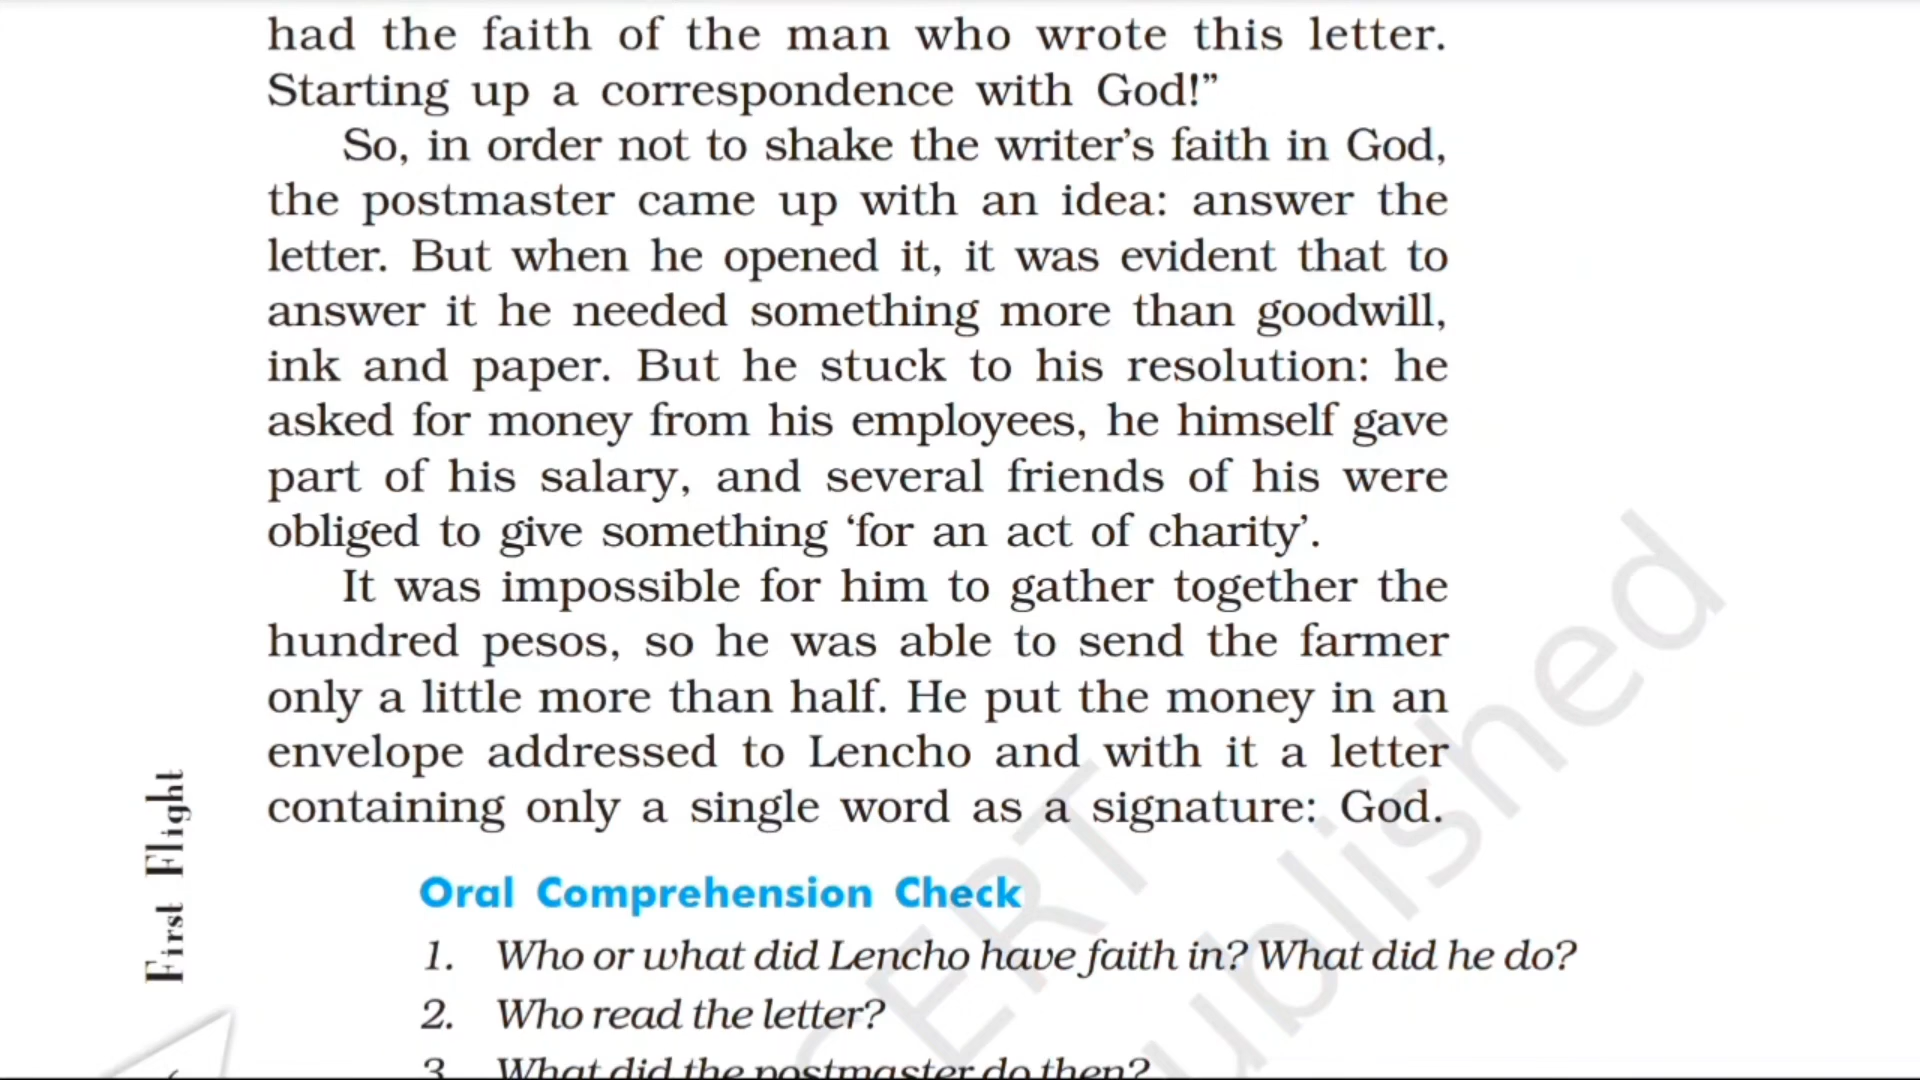 had the faith of the man who wrote this letter.
Starting up a correspondence with God!”
So, in order not to shake the writer’s faith in God,
the postmaster came up with an idea: answer the
letter. But when he opened it, it was evident that to
answer it he needed something more than goodwill,
ink and paper. But he stuck to his resolution: he
asked for money from his employees, he himself gave
part of his salary, and several friends of his were
obliged to give something ‘for an act of charity’.
It was impossible for him to gather together the
hundred pesos, so he was able to send the farmer
only a little more than half. He put the money in an
envelope addressed to Lencho and with it a letter
containing only a single word as a signature: God.
First Flight
Oral Comprehension Check
1. Who or what did Lencho have faith in? What did he do?
2. Who read the letter?
3. What did the postmaster do then?